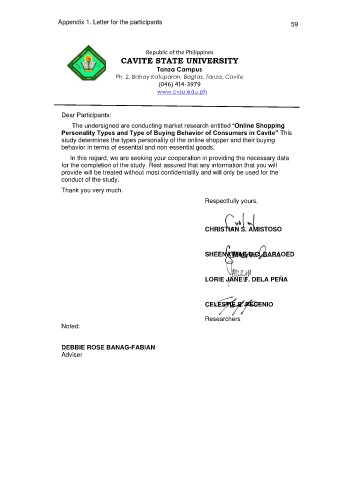 Appendix 1. Letter for the participants
59
Republic of the Philippines
CAVITE STATE UNIVERSITY
Tanza Campus
Ph. 2, Bahay Katuparan, Bagtas, Tanza, Cavite
(046) 414-3979
www.cvsu.edu.ph
Dear Participants:
The undersigned are conducting market research entitled "Online Shopping
Personality Types and Type of Buying Behavior of Consumers in Cavite" This
study determines the types personality of the online shopper and their buying
behavior in terms of essential and non-essential goods.
In this regard, we are seeking your cooperation in providing the necessary data
for the completion of the study. Rest assured that any information that you will
provide will be treated without most confidentiality and will only be used for the
conduct of the study.
Thank you very much.
Respectfully yours,
CHRISTIAN S. AMISTOSO
SHEENA
LORIE JANE F. DELA PEÑA
CELESTIE
Researchers
Noted:
DEBBIE ROSE BANAG-FABIAN
Adviser